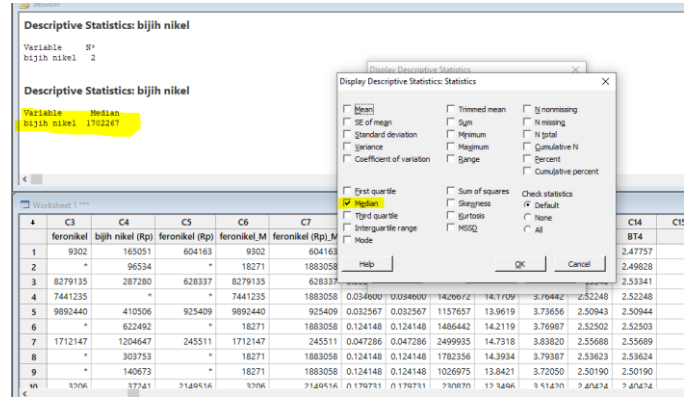 Session
Descriptive Statistics: bijih nikel
Variable N*
bijih nikel 2
Descriptive Statistics: bijih nikel
Variable Median
bijih nikel 1702267
Display Descriptive Statistics
Display Descriptive Statistics: Statistics
Mean
SE of mean
Standard deviation
Variance
Coefficient of variation
Trimmed mean
Sum
Minimum
Maximum
Range
N nonmissing
N missing
N total
Cumulative N
Percent
Cumulative percent
First quartile
Median
Third quartile
Interquartile range
Mode
Sum of squares
Skewness
Kurtosis
MSSD
Check statistics
Default
None
All
Help OK Cancel
Worksheet 1 ***
C3 C4 C5 C6 C7 C14 C15
feronikel bijih nikel (Rp) feronikel (Rp) feronikel_M feronikel (Rp)_M BT4
1 9302 165051 604163 9302 604163 2.47757
2 * 96534 * 18271 1883058 2.49828
3 8279135 287280 628337 8279135 628337 2.53341
4 7441235 * * 7441235 1883058 0.034600 0.034600 1426672 14.1709 3.76442 2.52248 2.52248
5 9892440 410506 925409 9892440 925409 0.032567 0.032567 1157657 13.9619 3.73656 2.50943 2.50944
6 * 622492 * 18271 1883058 0.124148 0.124148 1486442 14.2119 3.76987 2.52502 2.52503
7 1712147 1204647 245511 1712147 245511 0.047286 0.047286 2499935 14.7318 3.83820 2.55688 2.55689
8 * 303753 * 18271 1883058 0.124148 0.124148 1782356 14.3934 3.79387 2.53623 2.53624
9 * 140673 * 18271 1883058 0.124148 0.124148 1026975 13.8421 3.72050 2.50190 2.50190
10 3206 37241 2149516 3206 2149516 0.179731 0.179731 230870 12.3496 3.51420 2.40424 2.40424